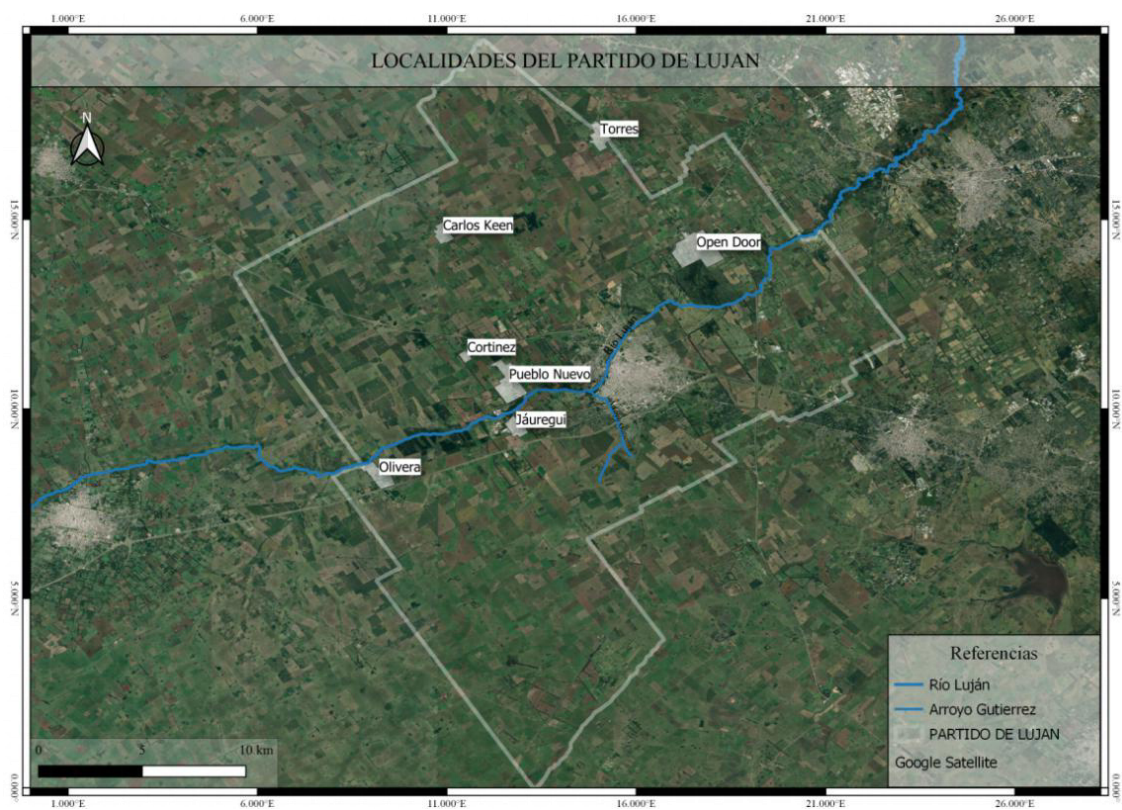 1.000°E 6.000°E 11.000°E 16.000°E 21.000°E 26.000°E
LOCALIDADES DEL PARTIDO DE LUJAN
N
Torres
15.000°N 15.000°N
Carlos Keen
Open Door
Río Luján
Cortinez
Pueblo Nuevo
10.000°N 10.000°N
Jáuregui
Olivera
5.000°N 5.000°N
Referencias
Río Luján
Arroyo Gutierrez
PARTIDO DE LUJAN
Google Satellite
0 5 10 km
0.000° 0.000°
1.000°E 6.000°E 11.000°E 16.000°E 21.000°E 26.000°E